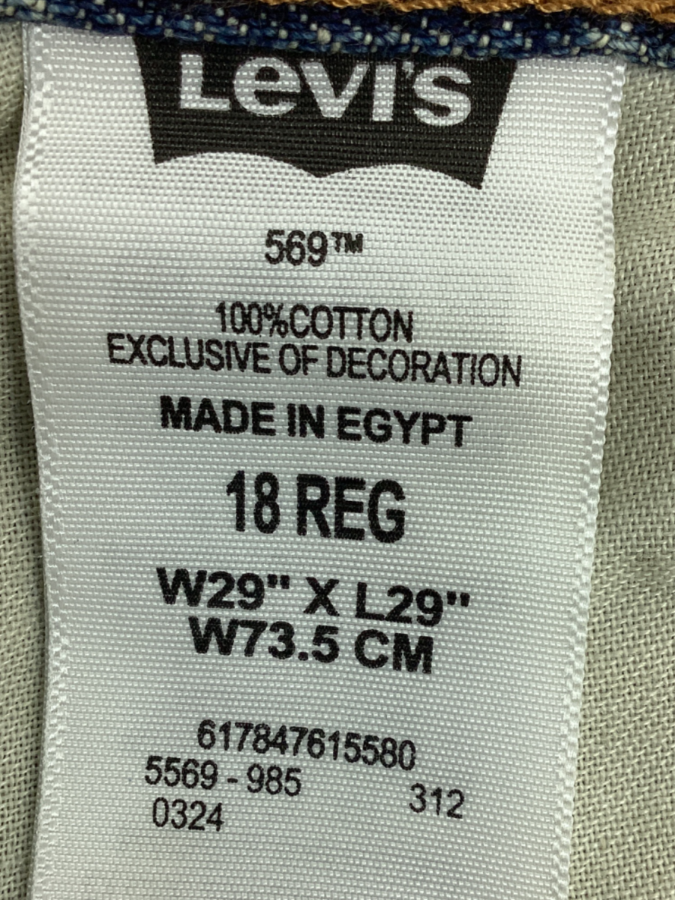 Levi's
569™
100%COTTON
EXCLUSIVE OF DECORATION
MADE IN EGYPT
18 REG
W29" X L29"
W73.5 CM
617847615580
5569 - 985 312
0324